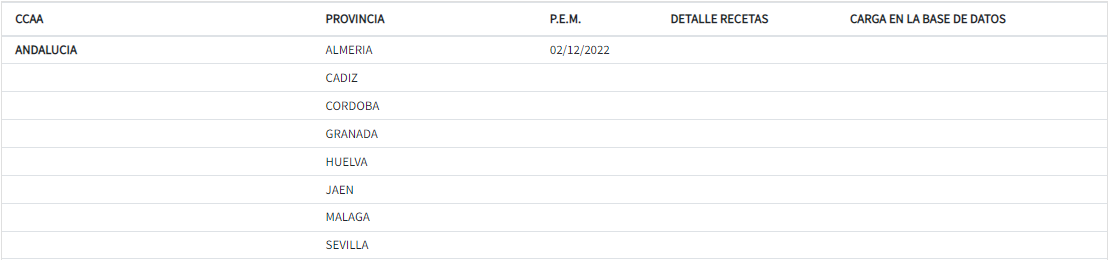 CCAA PROVINCIA P.E.M. DETALLE RECETAS CARGA EN LA BASE DE DATOS
ANDALUCIA ALMERIA 02/12/2022
CADIZ
CORDOBA
GRANADA
HUELVA
JAEN
MALAGA
SEVILLA